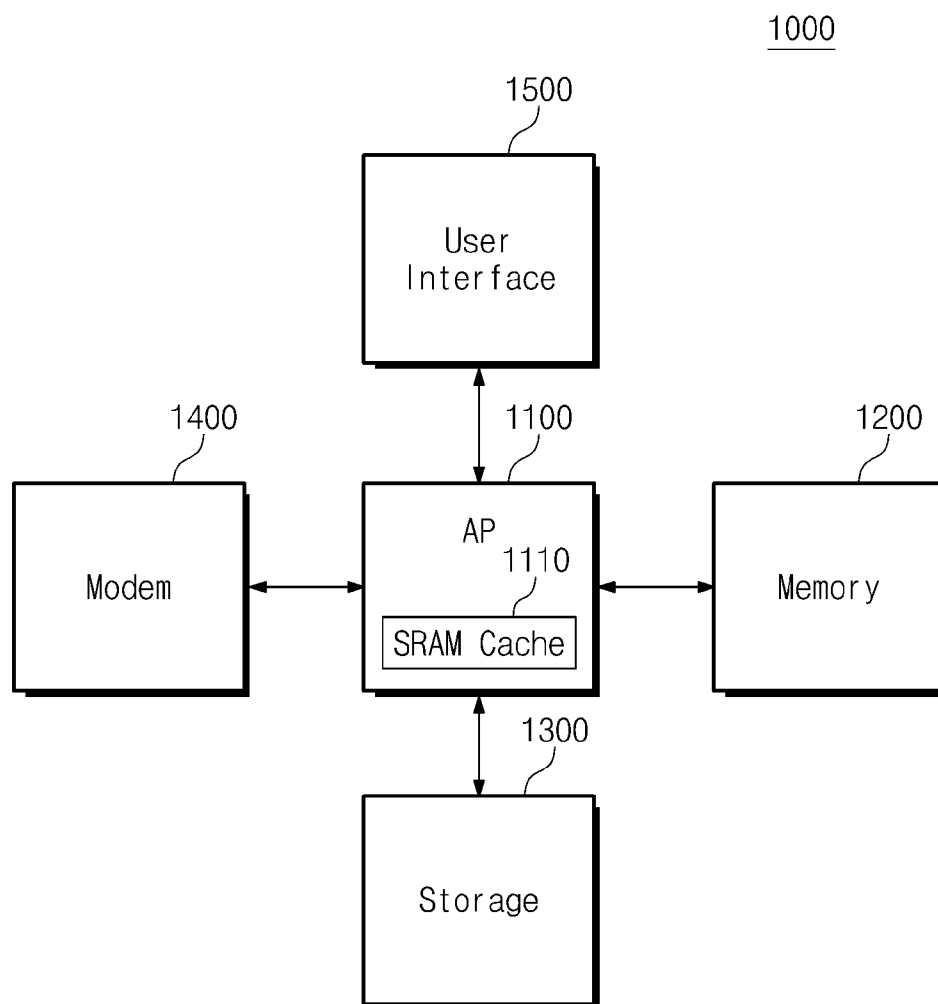 1000
1500
User
Interface
1400
1100
1200
Modem
AP
1110
SRAM Cache
Memory
1300
Storage